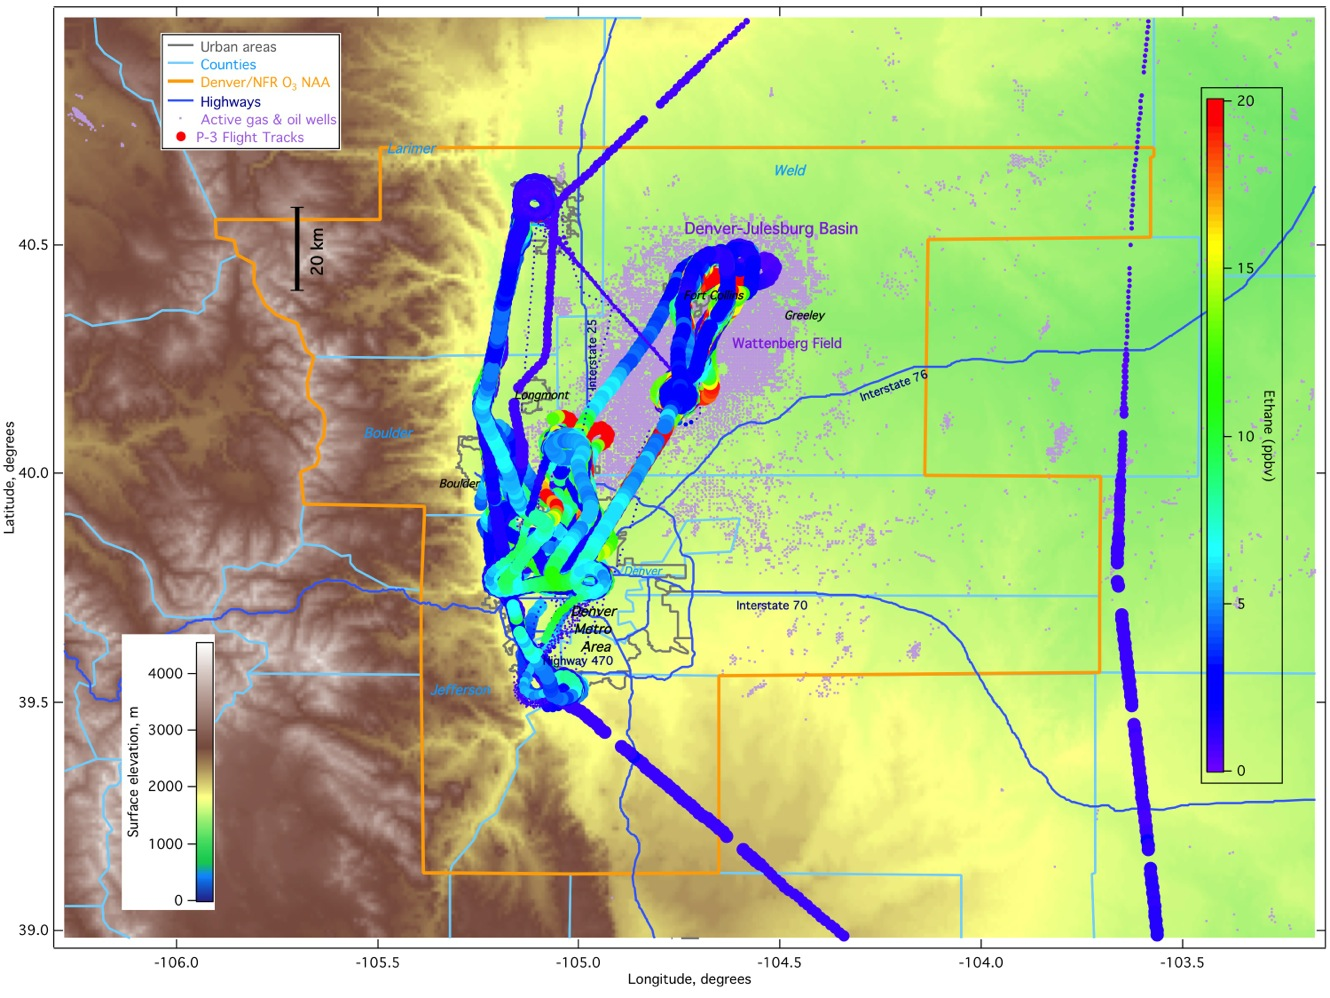 Urban areas
Counties
Denver/NFR O3 NAA
Highways
Active gas & oil wells
P-3 Flight Tracks
Larimer
Weld
20 km
Denver-Julesburg Basin
Fort Collins
Greeley
Wattenberg Field
Interstate 25
Interstate 76
Longmont
Boulder
Boulder
Denver
Interstate 70
Denver
Metro
Area
Highway 470
Jefferson
20
15
10
5
0
Ethane (ppbv)
4000
3000
2000
1000
0
Surface elevation, m
40.5
40.0
39.5
39.0
Latitude, degrees
-106.0
-105.5
-105.0
-104.5
-104.0
-103.5
Longitude, degrees